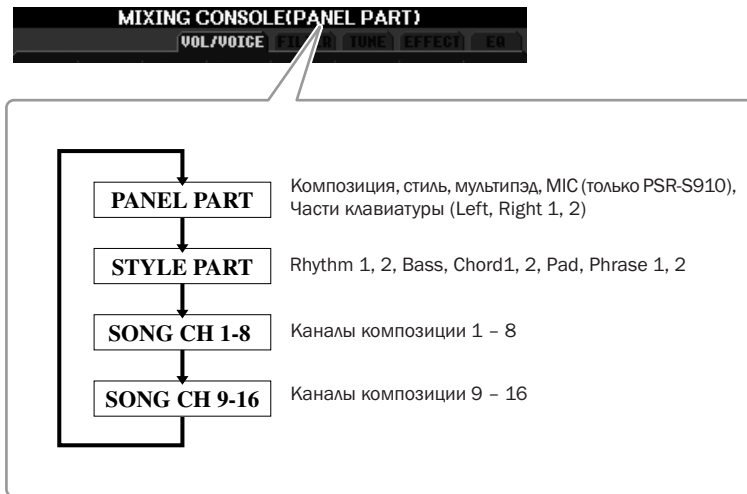 MIXING CONSOLE(PANEL PART)
VOL/VOICE FILTER TUNE EFFECT EQ
PANEL PART
Композиция, стиль, мультипэд, MIC (только PSR-S910),
Части клавиатуры (Left, Right 1, 2)
STYLE PART
Rhythm 1, 2, Bass, Chord1, 2, Pad, Phrase 1, 2
SONG CH 1-8
Каналы композиции 1 – 8
SONG CH 9-16
Каналы композиции 9 – 16